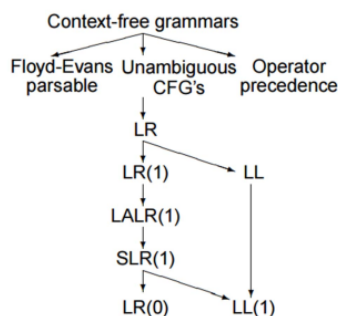 Context-free grammars
Floyd-Evans parsable
Unambiguous CFG's
Operator precedence
LR
LR(1)
LL
LALR(1)
SLR(1)
LR(0)
LL(1)